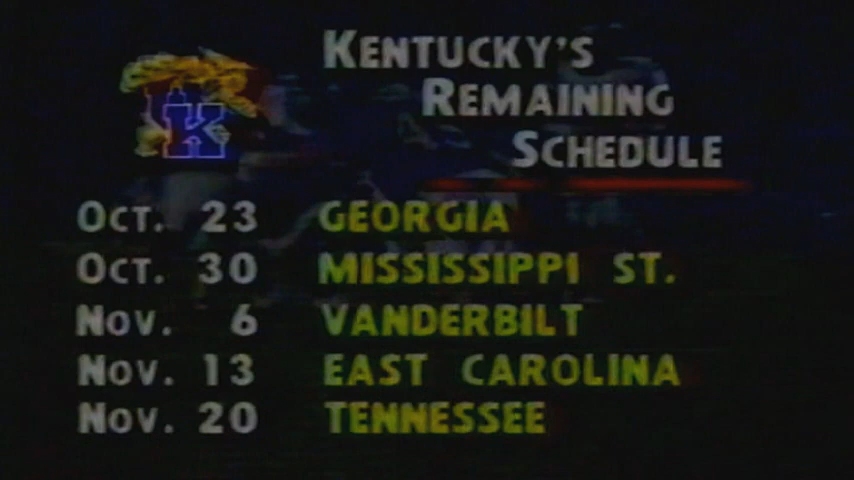 KENTUCKY'S
REMAINING
SCHEDULE
K
OCT. 23 GEORGIA
OCT. 30 MISSISSIPPI ST.
NOV. 6 VANDERBILT
NOV. 13 EAST CAROLINA
NOV. 20 TENNESSEE